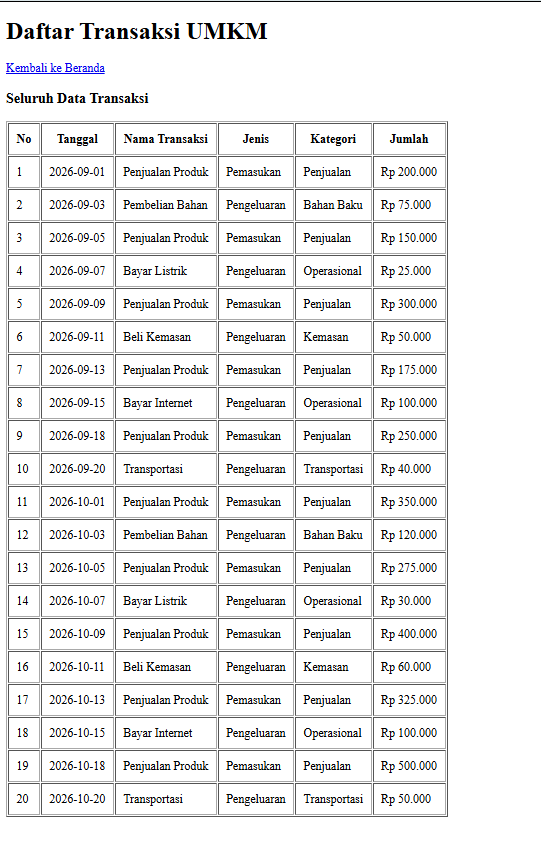 Daftar Transaksi UMKM
Kembali ke Beranda
Seluruh Data Transaksi
No Tanggal Nama Transaksi Jenis Kategori Jumlah
1 2026-09-01 Penjualan Produk Pemasukan Penjualan Rp 200.000
2 2026-09-03 Pembelian Bahan Pengeluaran Bahan Baku Rp 75.000
3 2026-09-05 Penjualan Produk Pemasukan Penjualan Rp 150.000
4 2026-09-07 Bayar Listrik Pengeluaran Operasional Rp 25.000
5 2026-09-09 Penjualan Produk Pemasukan Penjualan Rp 300.000
6 2026-09-11 Beli Kemasan Pengeluaran Kemasan Rp 50.000
7 2026-09-13 Penjualan Produk Pemasukan Penjualan Rp 175.000
8 2026-09-15 Bayar Internet Pengeluaran Operasional Rp 100.000
9 2026-09-18 Penjualan Produk Pemasukan Penjualan Rp 250.000
10 2026-09-20 Transportasi Pengeluaran Transportasi Rp 40.000
11 2026-10-01 Penjualan Produk Pemasukan Penjualan Rp 350.000
12 2026-10-03 Pembelian Bahan Pengeluaran Bahan Baku Rp 120.000
13 2026-10-05 Penjualan Produk Pemasukan Penjualan Rp 275.000
14 2026-10-07 Bayar Listrik Pengeluaran Operasional Rp 30.000
15 2026-10-09 Penjualan Produk Pemasukan Penjualan Rp 400.000
16 2026-10-11 Beli Kemasan Pengeluaran Kemasan Rp 60.000
17 2026-10-13 Penjualan Produk Pemasukan Penjualan Rp 325.000
18 2026-10-15 Bayar Internet Pengeluaran Operasional Rp 100.000
19 2026-10-18 Penjualan Produk Pemasukan Penjualan Rp 500.000
20 2026-10-20 Transportasi Pengeluaran Transportasi Rp 50.000